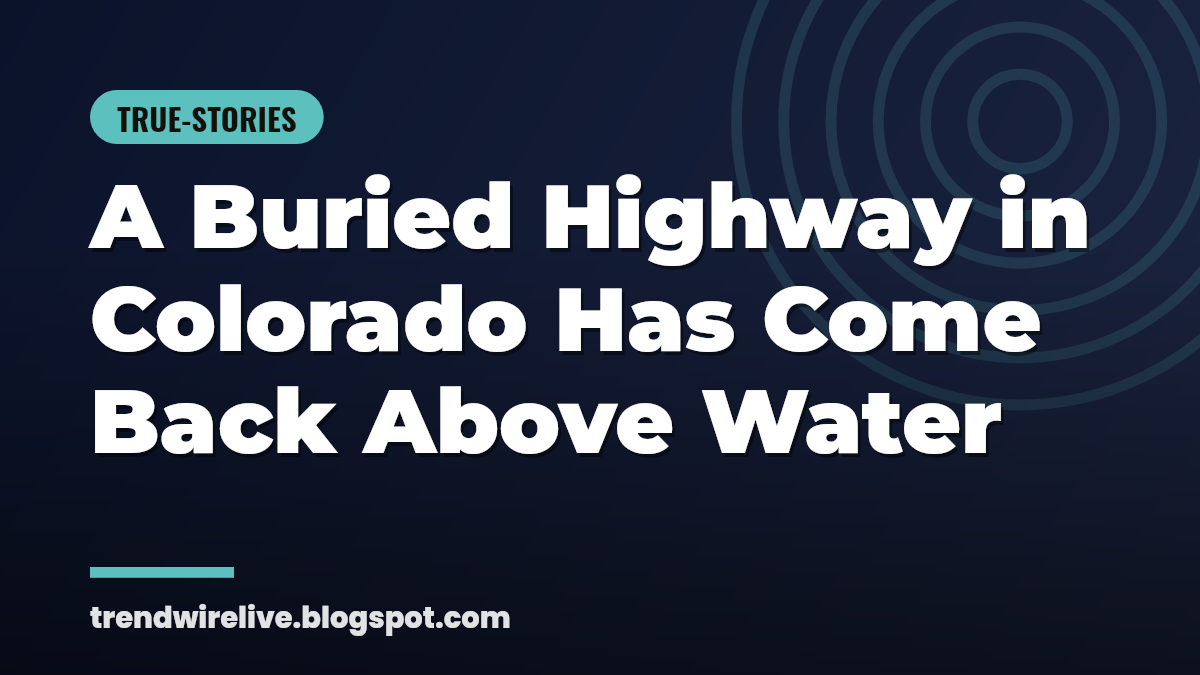 TRUE-STORIES
A Buried Highway in
Colorado Has Come
Back Above Water
trendwirelive.blogspot.com